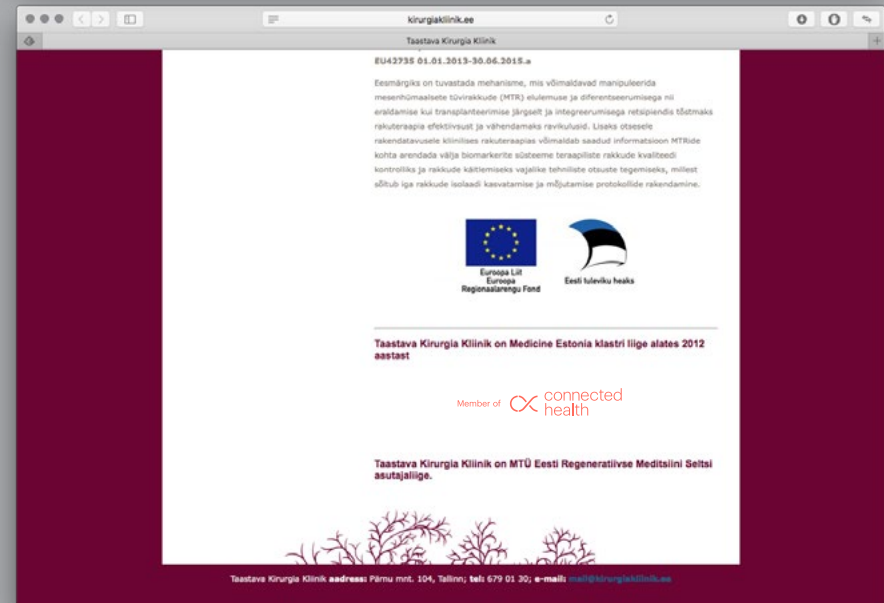 kirurgiakliinik.ee
Taastava Kirurgia Kliinik
EU42735 01.01.2013-30.06.2015.a
Eesmärgiks on tuvastada mehanisme, mis võimaldavad manipuleerida
mesenhümaalsete tüvirakkude (MTR) elulemuse ja diferentseerumisega nii
eraldamise kui transplanteerimise järgselt ja integreerumisega retsipiendis tõstmaks
rakuteraapia efektiivsust ja vähendamaks ravikulusid. Lisaks otsesele
rakendatavusele kliinilises rakuteraapias võimaldab saadud informatsioon MTRide
kohta arendada välja biomarkerite süsteeme teraapiliste rakkude kvaliteedi
kontrolliks ja rakkude käitlemiseks vajalike tehniliste otsuste tegemiseks, millest
sõltub iga rakkude isolaadi kasvatamise ja mõjutamise protokollide rakendamine.
Euroopa Liit
Euroopa
Regionaalarengu Fond
Eesti tuleviku heaks
Taastava Kirurgia Kliinik on Medicine Estonia klastri liige alates 2012
aastast
Member of connected
health
Taastava Kirurgia Kliinik on MTÜ Eesti Regeneratiivse Meditsiini Seltsi
asutajaliige.
Taastava Kirurgia Kliinik aadress: Pärnu mnt. 104, Tallinn; tel: 679 01 30; e-mail: mail@kirurgiakliinik.ee